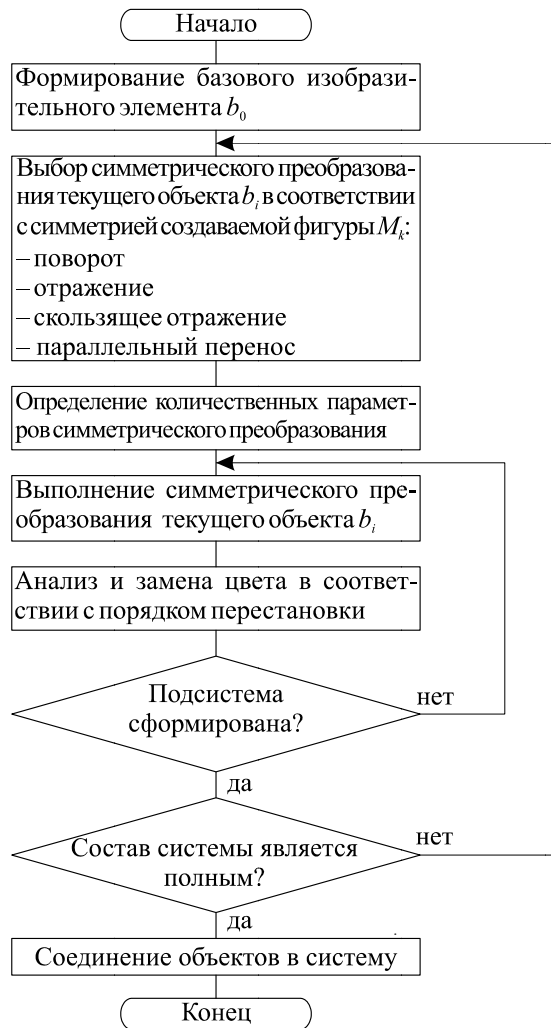 Начало
Формирование базового изобрази-
тельного элемента b₀
Выбор симметрического преобразова-
ния текущего объекта bᵢ в соответствии
с симметрией создаваемой фигуры Mₖ:
– поворот
– отражение
– скользящее отражение
– параллельный перенос
Определение количественных парамет-
ров симметрического преобразования
Выполнение симметрического пре-
образования текущего объекта bᵢ
Анализ и замена цвета в соответ-
ствии с порядком перестановки
Подсистема
сформирована?
нет
да
Состав системы является
полным?
нет
да
Соединение объектов в систему
Конец